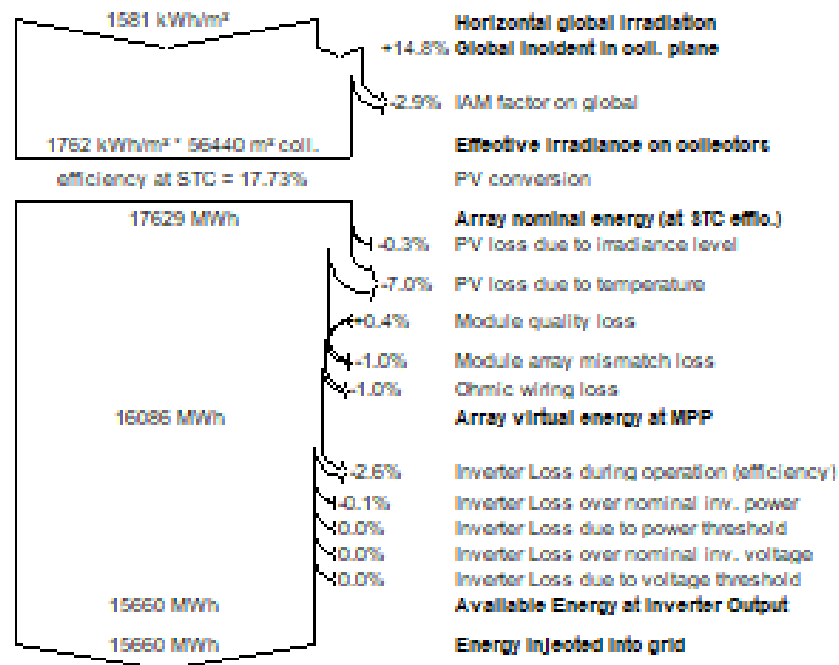 1581 kWh/m² Horizontal global irradiation
+14.8% Global incident in coll. plane
-2.9% IAM factor on global
1762 kWh/m² * 56440 m² coll. Effective irradiance on collectors
efficiency at STC = 17.73% PV conversion
17629 MWh Array nominal energy (at STC effic.)
-0.3% PV loss due to irradiance level
-7.0% PV loss due to temperature
+0.4% Module quality loss
-1.0% Module array mismatch loss
-1.0% Ohmic wiring loss
16086 MWh Array virtual energy at MPP
-2.6% Inverter Loss during operation (efficiency)
-0.1% Inverter Loss over nominal inv. power
0.0% Inverter Loss due to power threshold
0.0% Inverter Loss over nominal inv. voltage
0.0% Inverter Loss due to voltage threshold
15660 MWh Available Energy at Inverter Output
15660 MWh Energy injected into grid